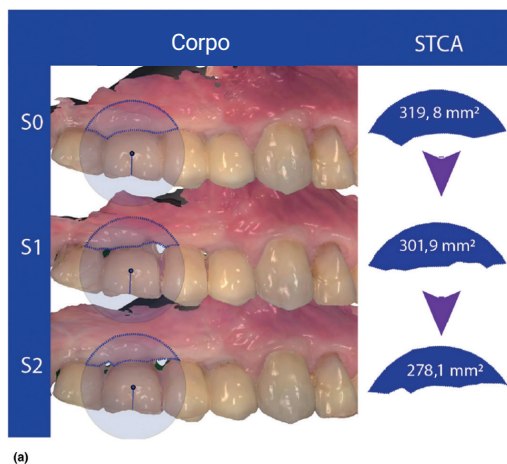 Corpo STCA
S0 319, 8 mm²
S1 301,9 mm²
S2 278,1 mm²
(a)